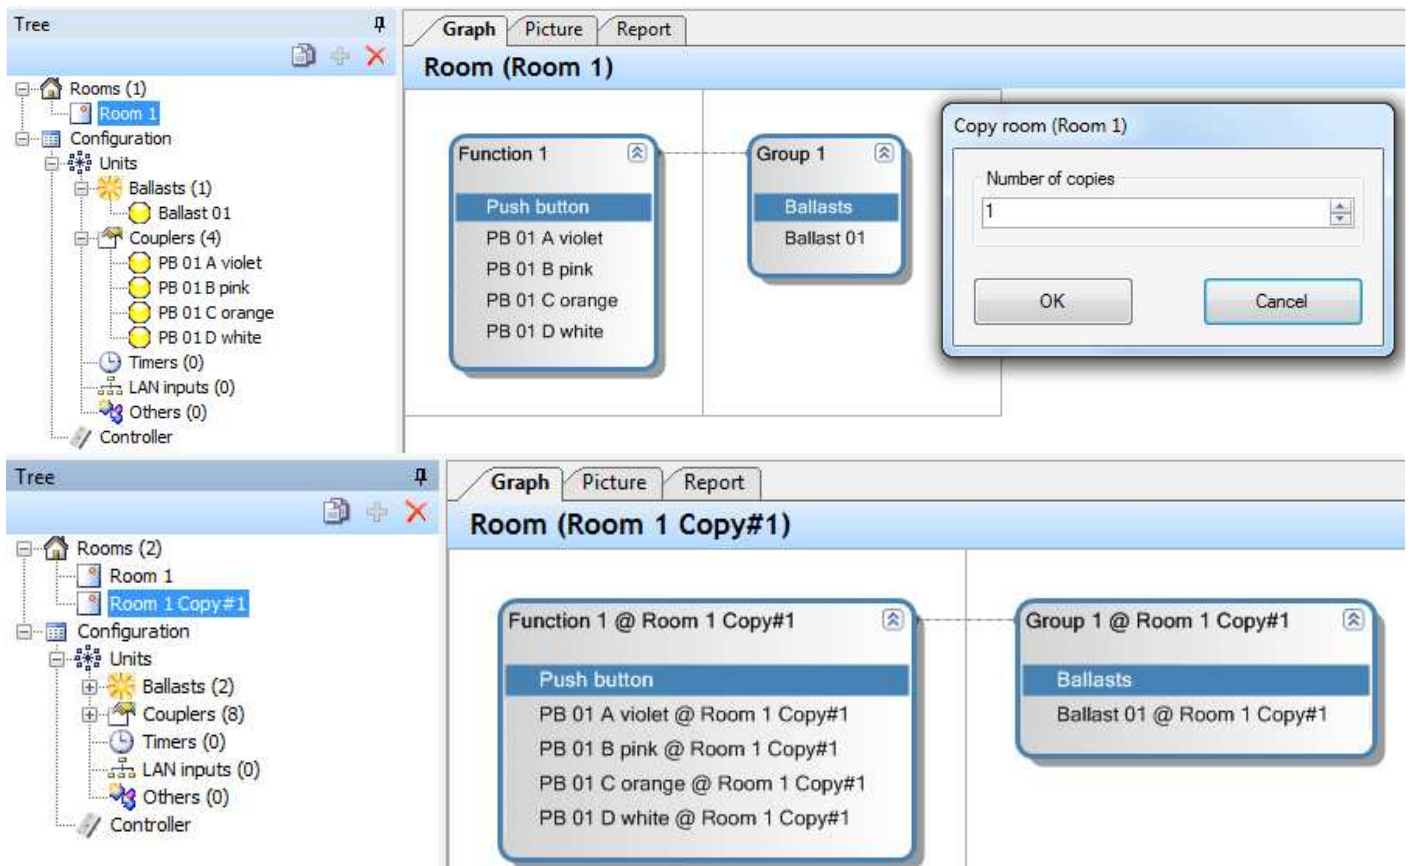 Tree
Rooms (1)
Room 1
Configuration
Units
Ballasts (1)
Ballast 01
Couplers (4)
PB 01 A violet
PB 01 B pink
PB 01 C orange
PB 01 D white
Timers (0)
LAN inputs (0)
Others (0)
Controller
Graph Picture Report
Room (Room 1)
Function 1
Push button
PB 01 A violet
PB 01 B pink
PB 01 C orange
PB 01 D white
Group 1
Ballasts
Ballast 01
Copy room (Room 1)
Number of copies
1
OK Cancel
Tree
Rooms (2)
Room 1
Room 1 Copy#1
Configuration
Units
Ballasts (2)
Couplers (8)
Timers (0)
LAN inputs (0)
Others (0)
Controller
Graph Picture Report
Room (Room 1 Copy#1)
Function 1 @ Room 1 Copy#1
Push button
PB 01 A violet @ Room 1 Copy#1
PB 01 B pink @ Room 1 Copy#1
PB 01 C orange @ Room 1 Copy#1
PB 01 D white @ Room 1 Copy#1
Group 1 @ Room 1 Copy#1
Ballasts
Ballast 01 @ Room 1 Copy#1